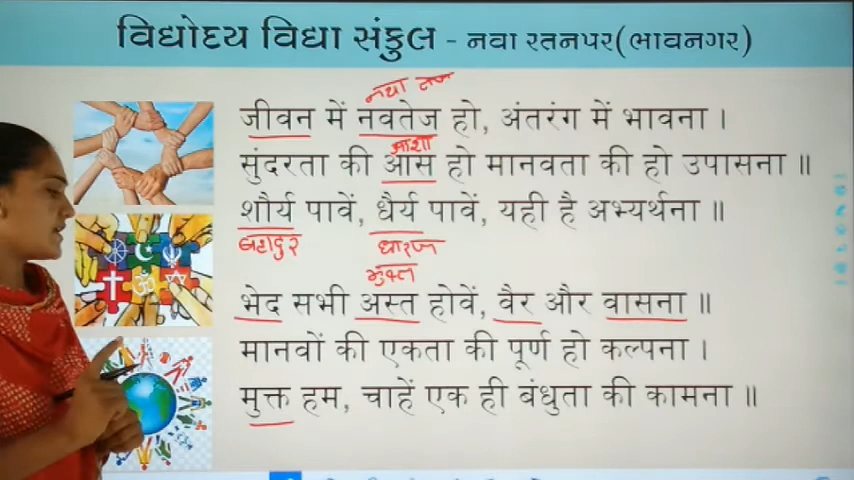 વિદ્યોદય વિદ્યા સંકુલ - નવા રતનપર(ભાવનગર)
नया
जीवन में नवतेज हो, अंतरंग में भावना ।
आशा
सुंदरता की आस हो मानवता की हो उपासना ॥
शौर्य पावें, धैर्य पावें, यही है अभ्यर्थना ॥
बहादुर धीरज
मुक्त
भेद सभी अस्त होवें, वैर और वासना ॥
मानवों की एकता की पूर्ण हो कल्पना ।
मुक्त हम, चाहें एक ही बंधुता की कामना ॥